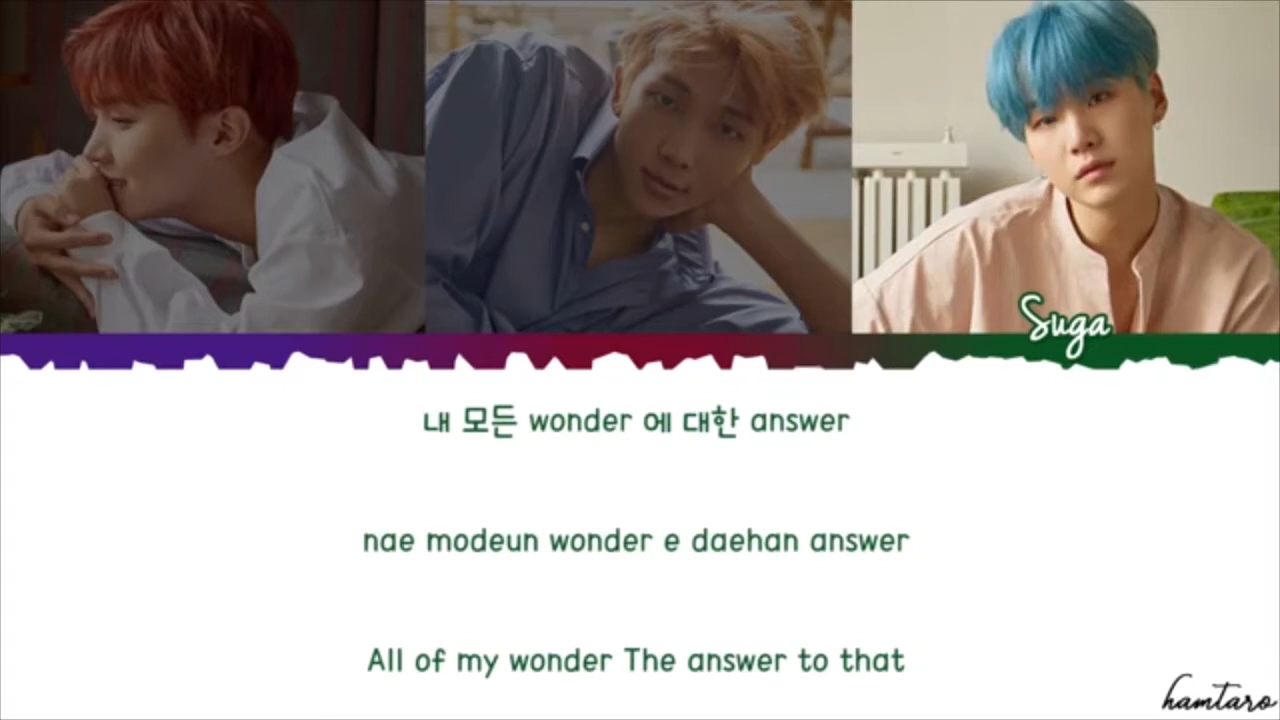 Suga
내 모든 wonder 에 대한 answer
nae modeun wonder e daehan answer
All of my wonder The answer to that
hamtaro